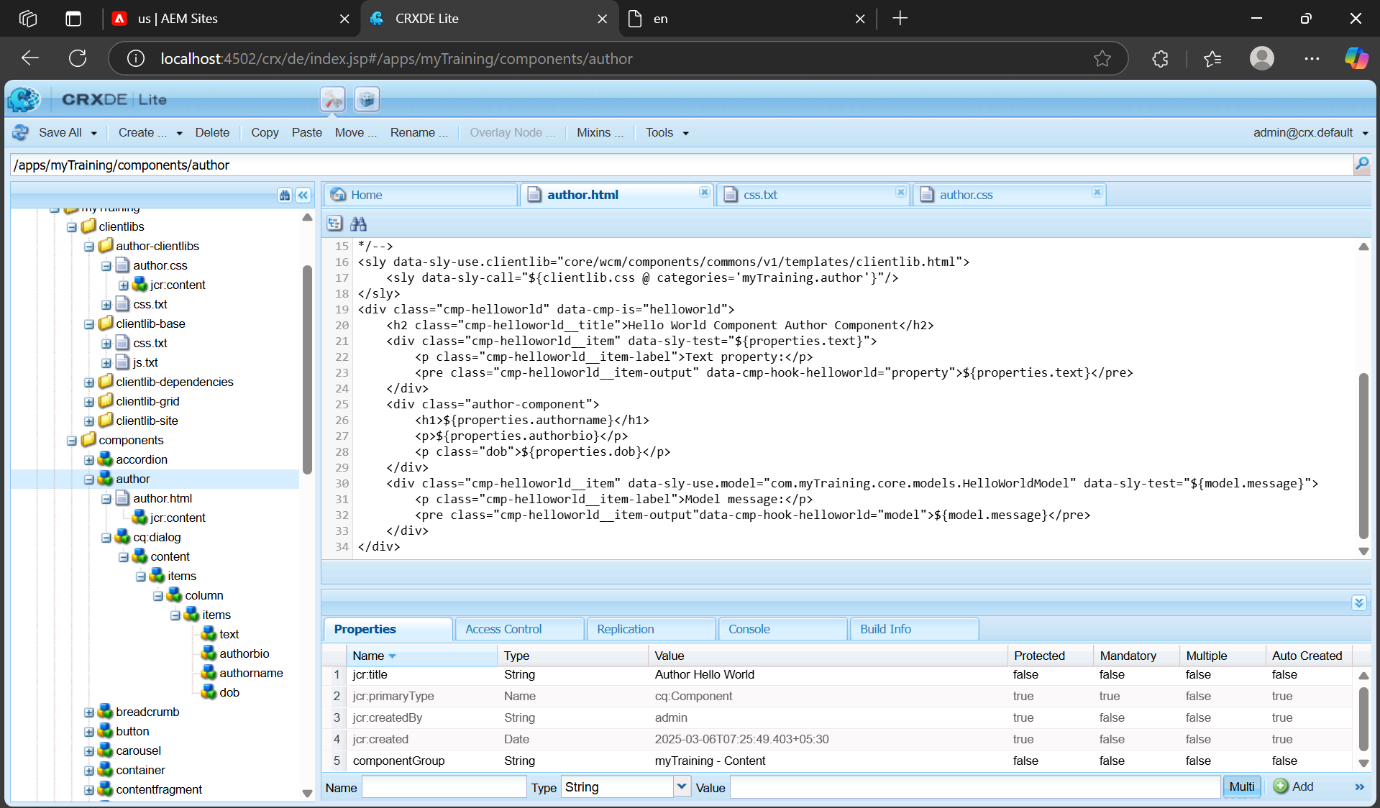 us | AEM Sites
CRXDE Lite
en
localhost:4502/crx/de/index.jsp#/apps/myTraining/components/author
CRXDE | Lite
Save All
Create ...
Delete
Copy
Paste
Move ...
Rename ...
Overlay Node ...
Mixins ...
Tools
admin@crx.default
/apps/myTraining/components/author
myTraining
clientlibs
author-clientlibs
author.css
jcr:content
css.txt
clientlib-base
css.txt
js.txt
clientlib-dependencies
clientlib-grid
clientlib-site
components
accordion
author
author.html
jcr:content
cq:dialog
content
items
column
items
text
authorbio
authorname
dob
breadcrumb
button
carousel
container
contentfragment
Home
author.html
css.txt
author.css
15 */-->
16 <sly data-sly-use.clientlib="core/wcm/components/commons/v1/templates/clientlib.html">
17     <sly data-sly-call="${clientlib.css @ categories='myTraining.author'}"/>
18 </sly>
19 <div class="cmp-helloworld" data-cmp-is="helloworld">
20     <h2 class="cmp-helloworld__title">Hello World Component Author Component</h2>
21     <div class="cmp-helloworld__item" data-sly-test="${properties.text}">
22         <p class="cmp-helloworld__item-label">Text property:</p>
23         <pre class="cmp-helloworld__item-output" data-cmp-hook-helloworld="property">${properties.text}</pre>
24     </div>
25     <div class="author-component">
26         <h1>${properties.authorname}</h1>
27         <p>${properties.authorbio}</p>
28         <p class="dob">${properties.dob}</p>
29     </div>
30     <div class="cmp-helloworld__item" data-sly-use.model="com.myTraining.core.models.HelloWorldModel" data-sly-test="${model.message}">
31         <p class="cmp-helloworld__item-label">Model message:</p>
32         <pre class="cmp-helloworld__item-output"data-cmp-hook-helloworld="model">${model.message}</pre>
33     </div>
34 </div>
Properties
Access Control
Replication
Console
Build Info
Name Type Value Protected Mandatory Multiple Auto Created
1 jcr:title String Author Hello World false false false false
2 jcr:primaryType Name cq:Component true true false true
3 jcr:createdBy String admin true false false true
4 jcr:created Date 2025-03-06T07:25:49.403+05:30 true false false true
5 componentGroup String myTraining - Content false false false false
Name Type String Value Multi Add